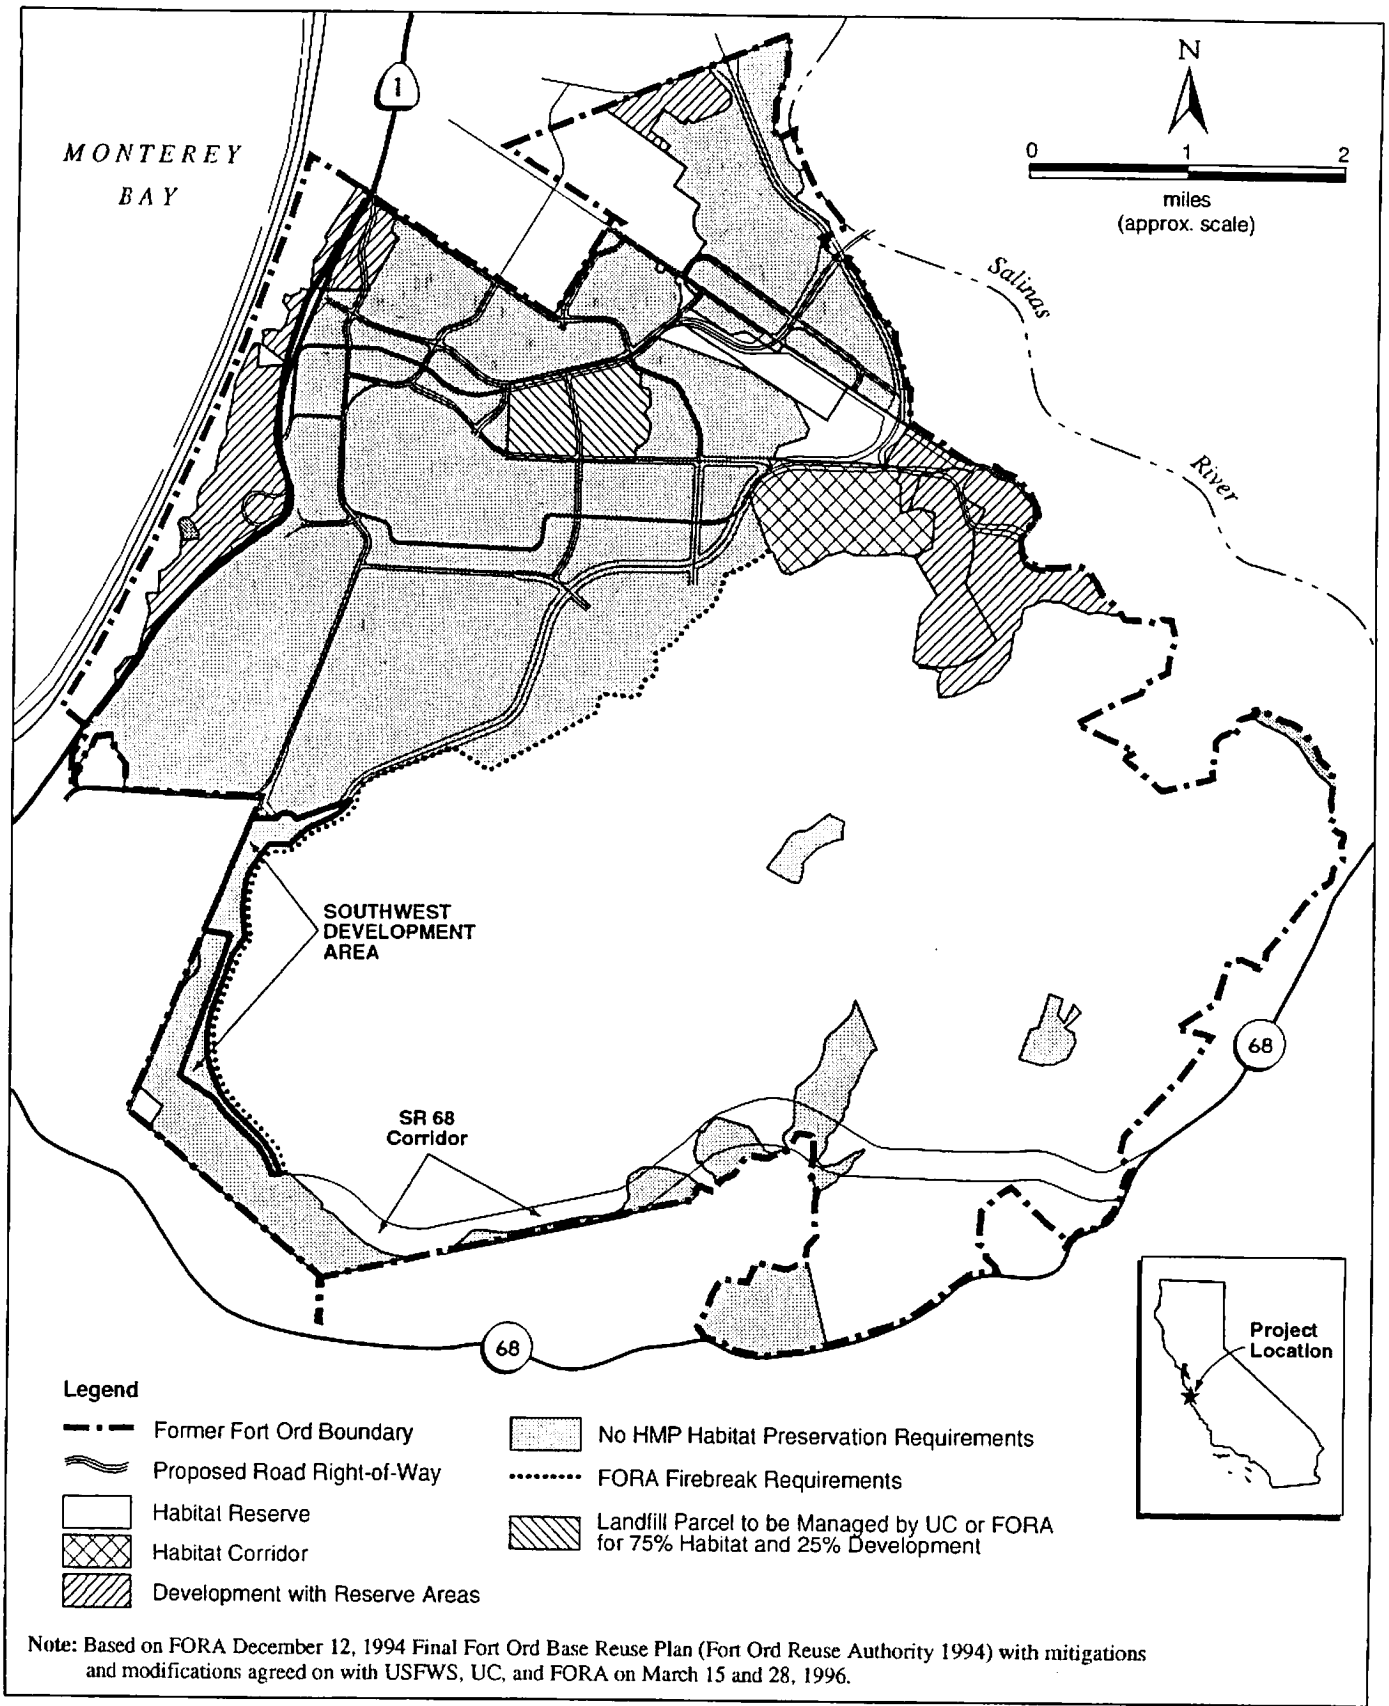 1
N
MONTEREY
BAY
0 1 2
miles
(approx. scale)
Salinas
River
SOUTHWEST
DEVELOPMENT
AREA
68
SR 68
Corridor
68
Project
Location
Legend
Former Fort Ord Boundary
Proposed Road Right-of-Way
Habitat Reserve
Habitat Corridor
Development with Reserve Areas
No HMP Habitat Preservation Requirements
FORA Firebreak Requirements
Landfill Parcel to be Managed by UC or FORA
for 75% Habitat and 25% Development
Note: Based on FORA December 12, 1994 Final Fort Ord Base Reuse Plan (Fort Ord Reuse Authority 1994) with mitigations
and modifications agreed on with USFWS, UC, and FORA on March 15 and 28, 1996.